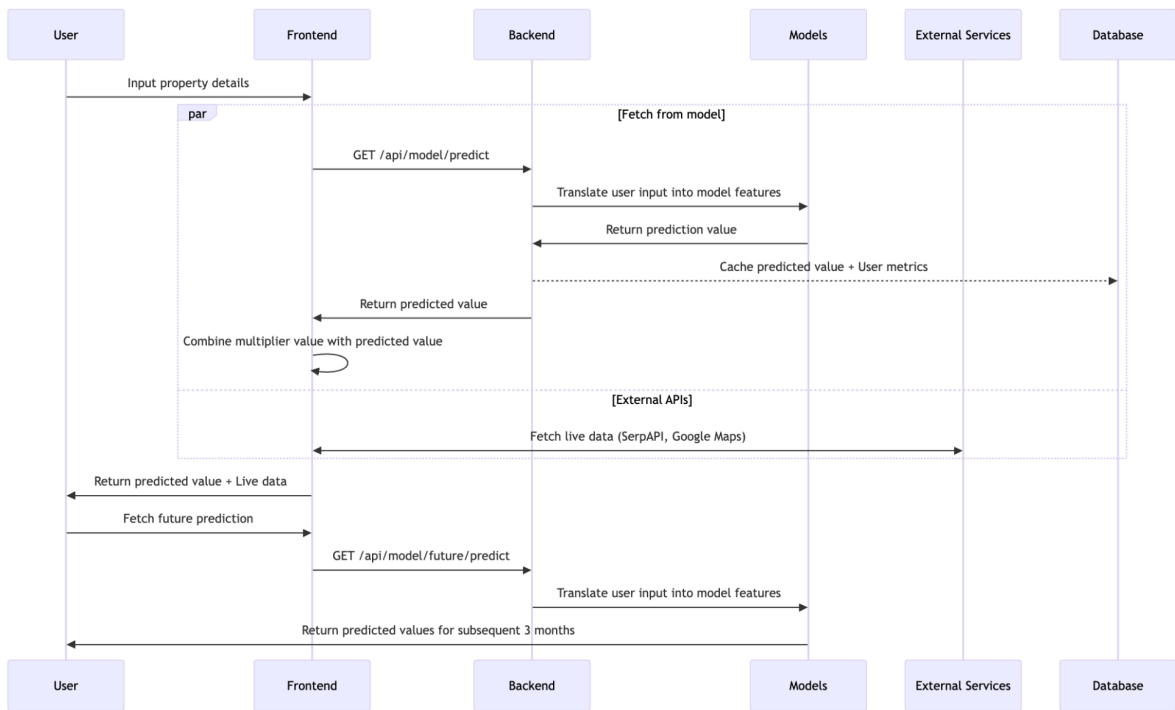 User
Frontend
Backend
Models
External Services
Database
Input property details
par
[Fetch from model]
GET /api/model/predict
Translate user input into model features
Return prediction value
Cache predicted value + User metrics
Return predicted value
Combine multiplier value with predicted value
[External APIs]
Fetch live data (SerpAPI, Google Maps)
Return predicted value + Live data
Fetch future prediction
GET /api/model/future/predict
Translate user input into model features
Return predicted values for subsequent 3 months
User
Frontend
Backend
Models
External Services
Database